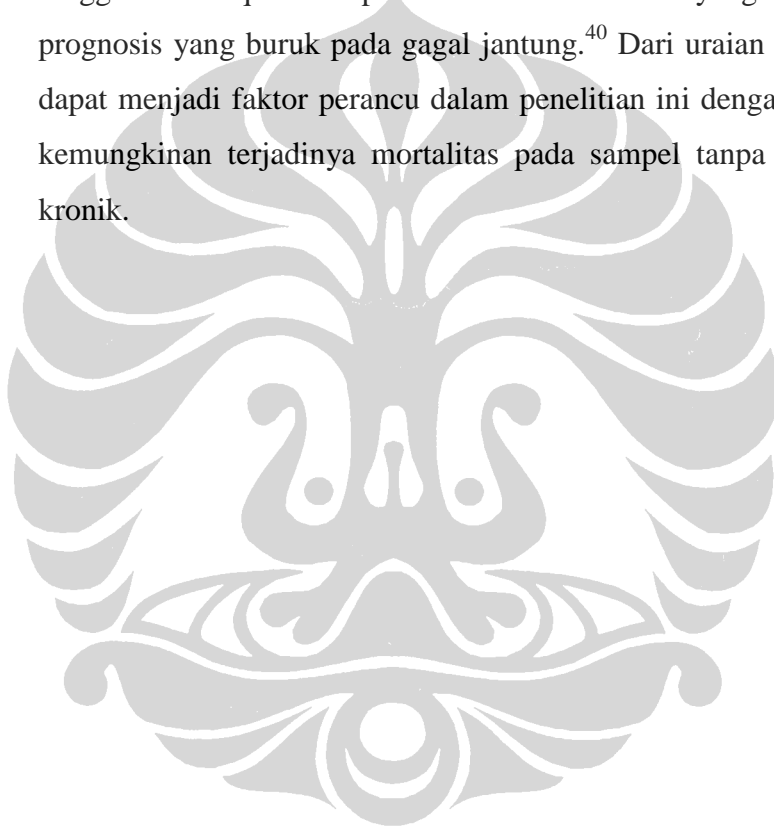 prognosis yang buruk pada gagal jantung.40 Dari uraian
dapat menjadi faktor perancu dalam penelitian ini
kemungkinan terjadinya mortalitas pada sampel tanpa
kronik.